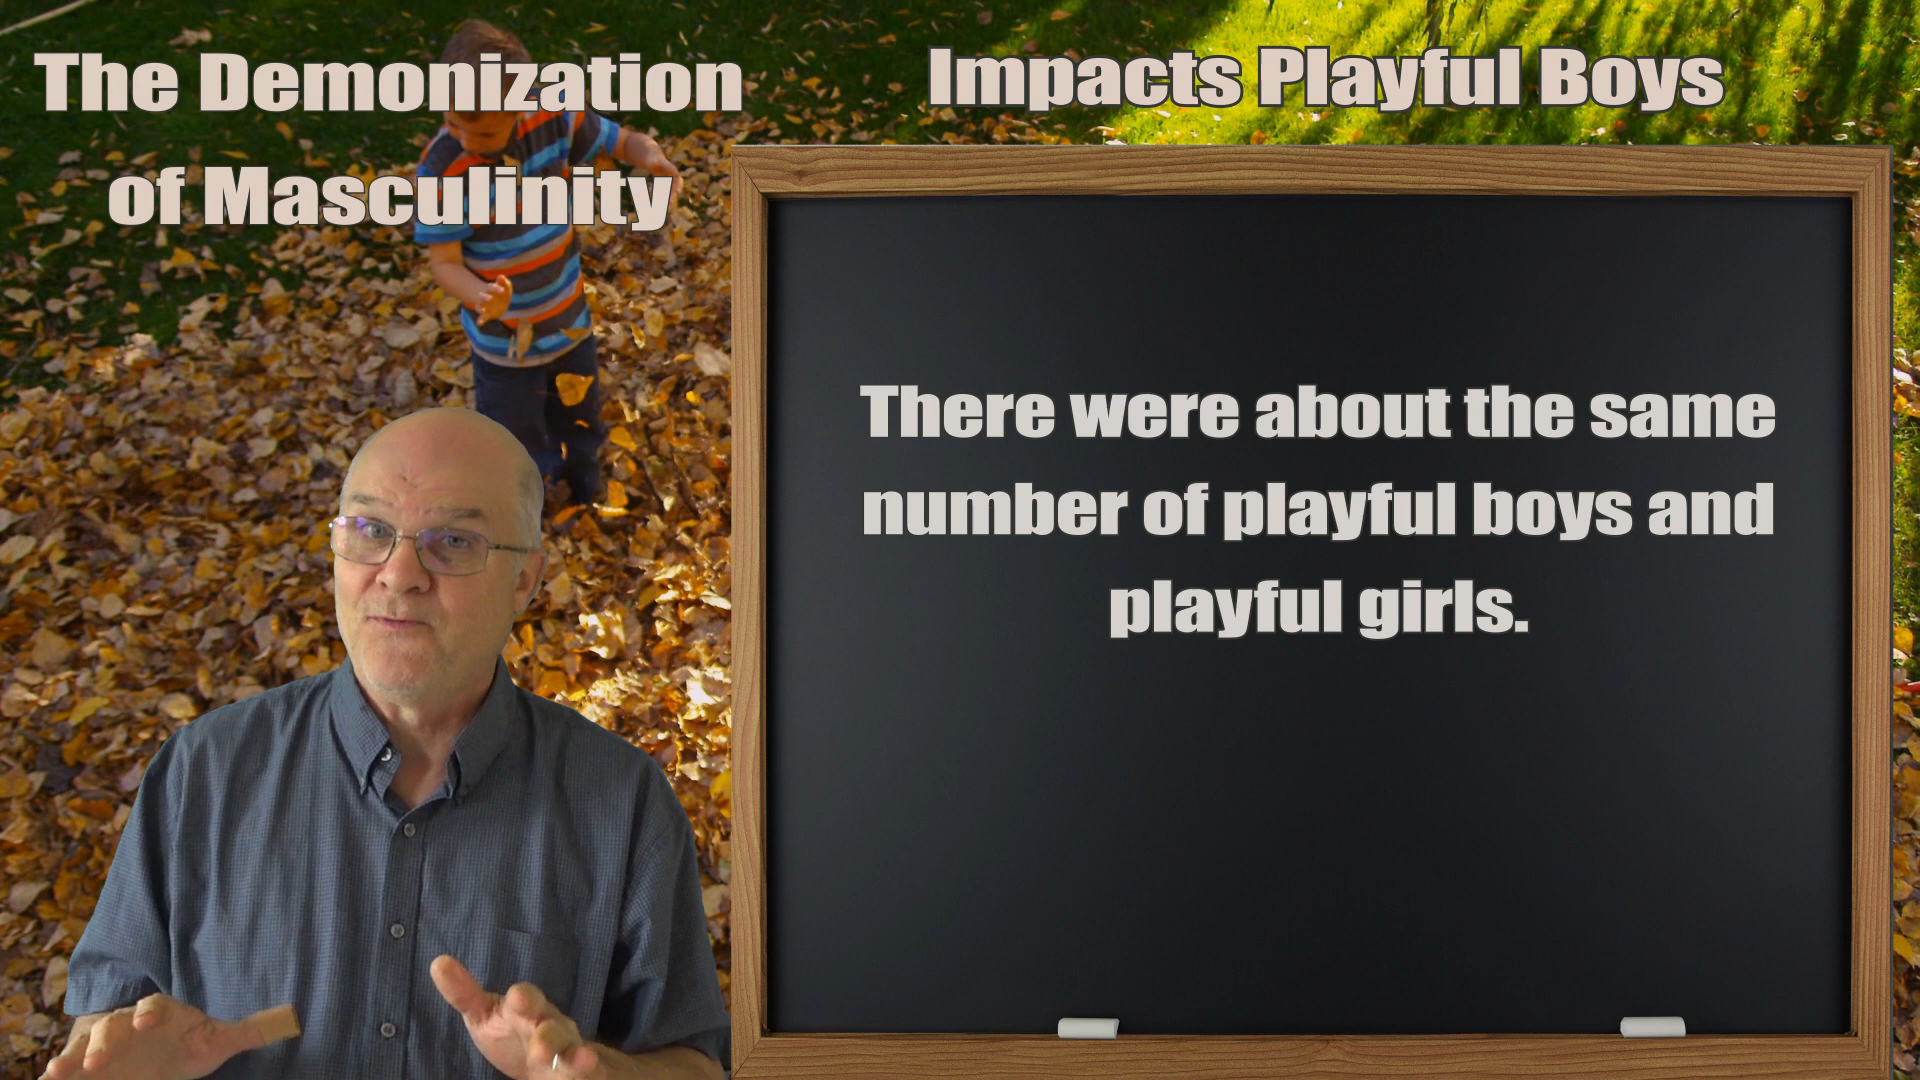 The Demonization
of Masculinity
Impacts Playful Boys
There were about the same
number of playful boys and
playful girls.